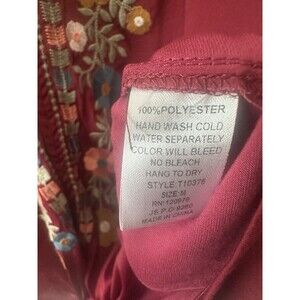 100% POLYESTER
HAND WASH COLD
WATER SEPARATELY
COLOR WILL BLEED
NO BLEACH
HANG TO DRY
STYLE:T10376
SIZE:M
RN:120976
MADE IN CHINA